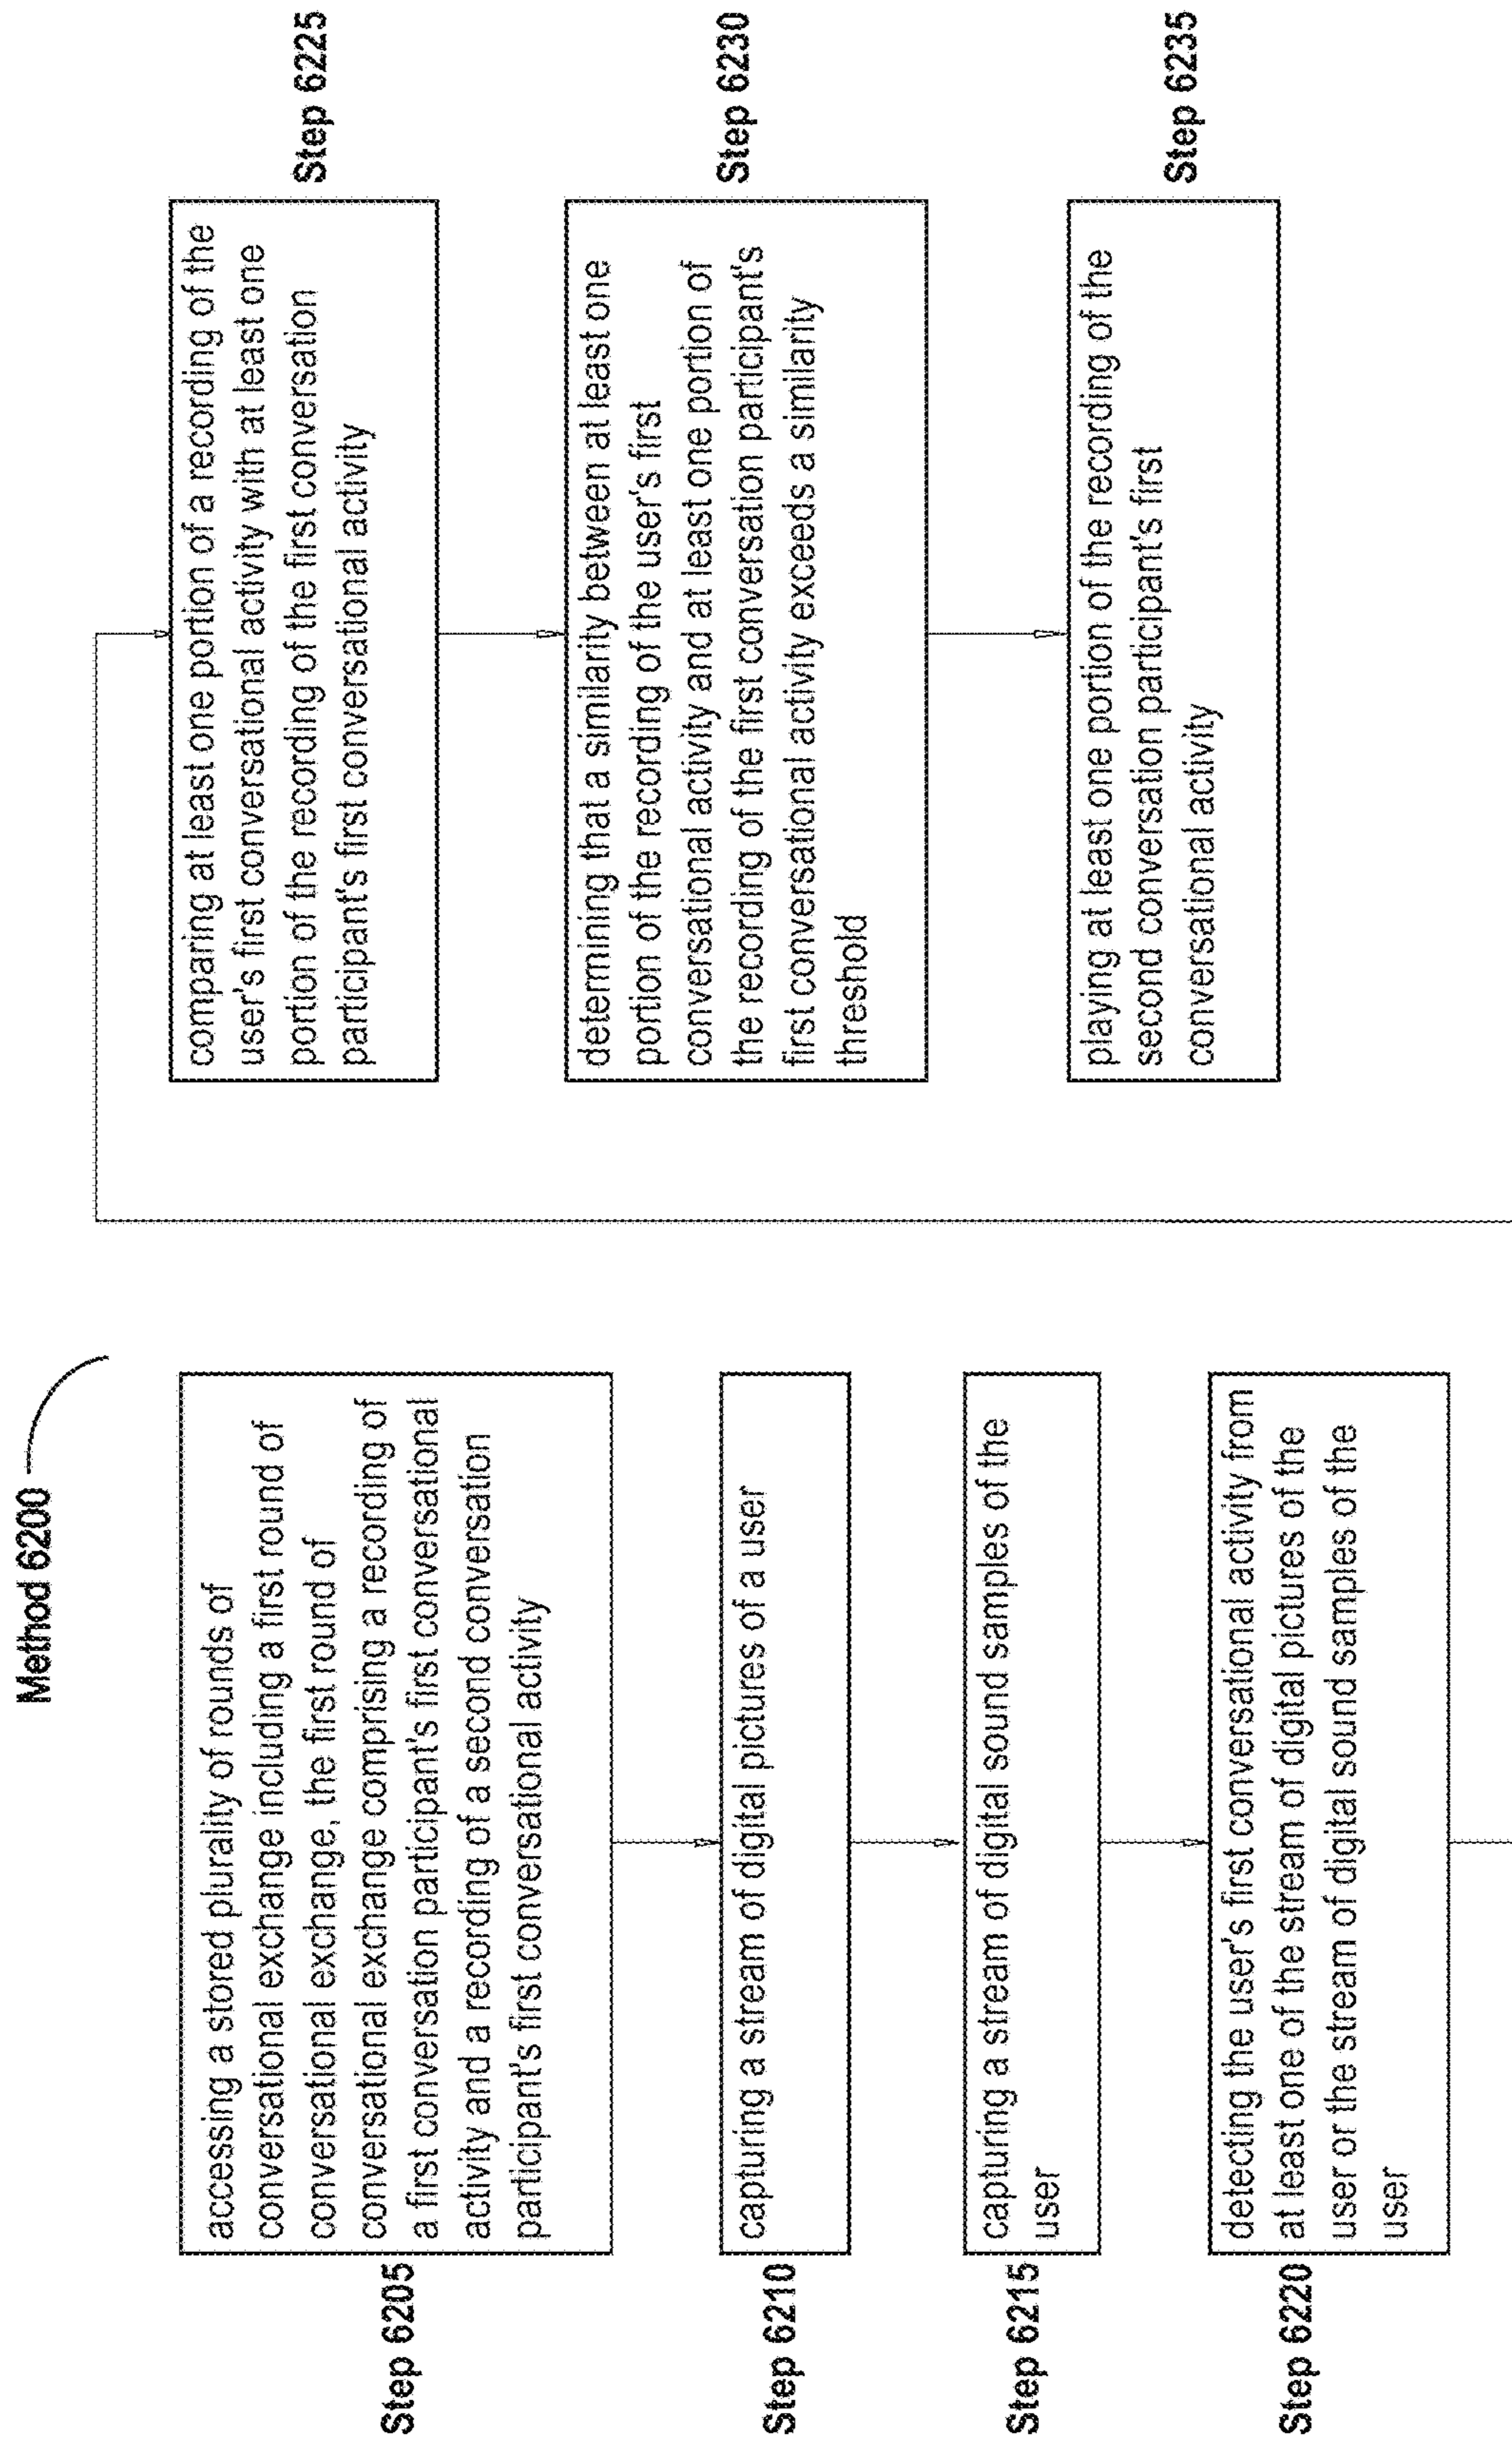 Method 6200
Step 6205
accessing a stored plurality of rounds of
conversational exchange including a first round of
conversational exchange, the first round of
conversational exchange comprising a recording of
a first conversation participant's first conversational
activity and a recording of a second conversation
participant's first conversational activity
Step 6210
capturing a stream of digital pictures of a user
Step 6215
capturing a stream of digital sound samples of the
user
Step 6220
detecting the user's first conversational activity from
at least one of the stream of digital pictures of the
user or the stream of digital sound samples of the
user
Step 6225
comparing at least one portion of a recording of the
user's first conversational activity with at least one
portion of the recording of the first conversation
participant's first conversational activity
Step 6230
determining that a similarity between at least one
portion of the recording of the user's first
conversational activity and at least one portion of
the recording of the first conversation participant's
first conversational activity exceeds a similarity
threshold
Step 6235
playing at least one portion of the recording of the
second conversation participant's first
conversational activity